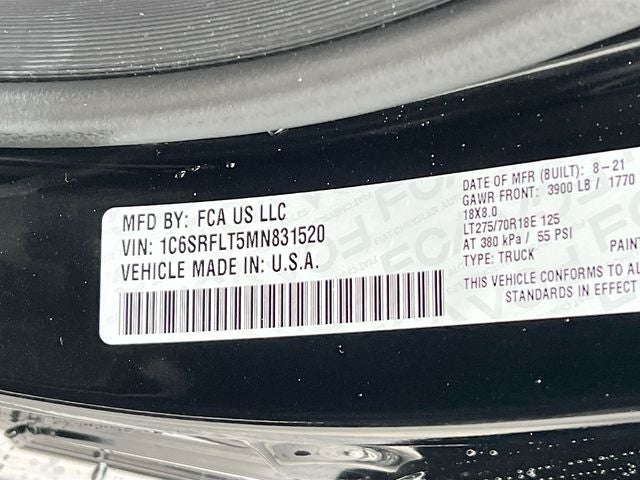 MFD BY: FCA US LLC
VIN: 1C6SRFLT5MN831520
VEHICLE MADE IN: U.S.A.
DATE OF MFR (BUILT): 8-21
GAWR FRONT: 3900 LB / 1770
18X8.0
LT275/70R18E 125
AT 380 kPa / 55 PSI
TYPE: TRUCK
PAINT
THIS VEHICLE CONFORMS TO AL
STANDARDS IN EFFECT